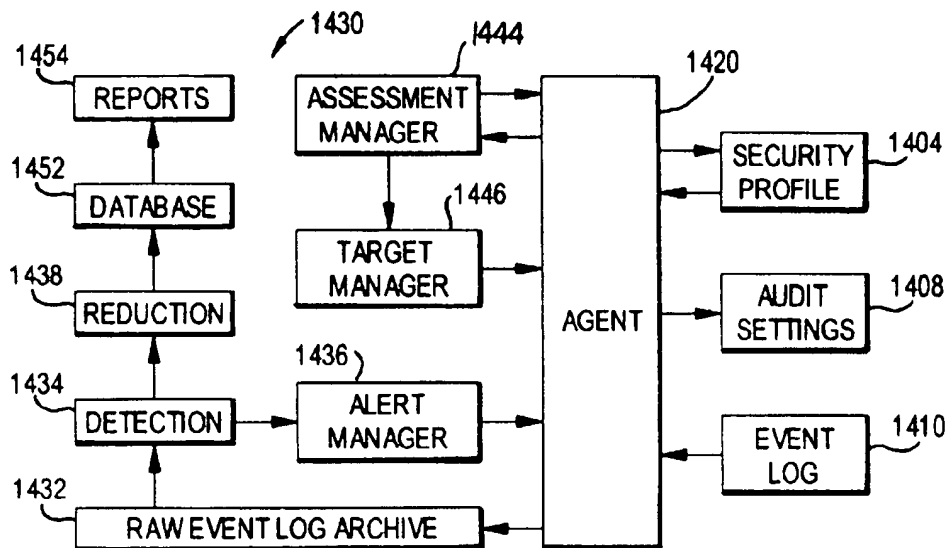 1430
1454
REPORTS
1444
ASSESSMENT
MANAGER
1420
SECURITY
PROFILE
1404
1452
DATABASE
1446
TARGET
MANAGER
1438
REDUCTION
AGENT
AUDIT
SETTINGS
1408
1434
DETECTION
1436
ALERT
MANAGER
EVENT
LOG
1410
1432
RAW EVENT LOG ARCHIVE